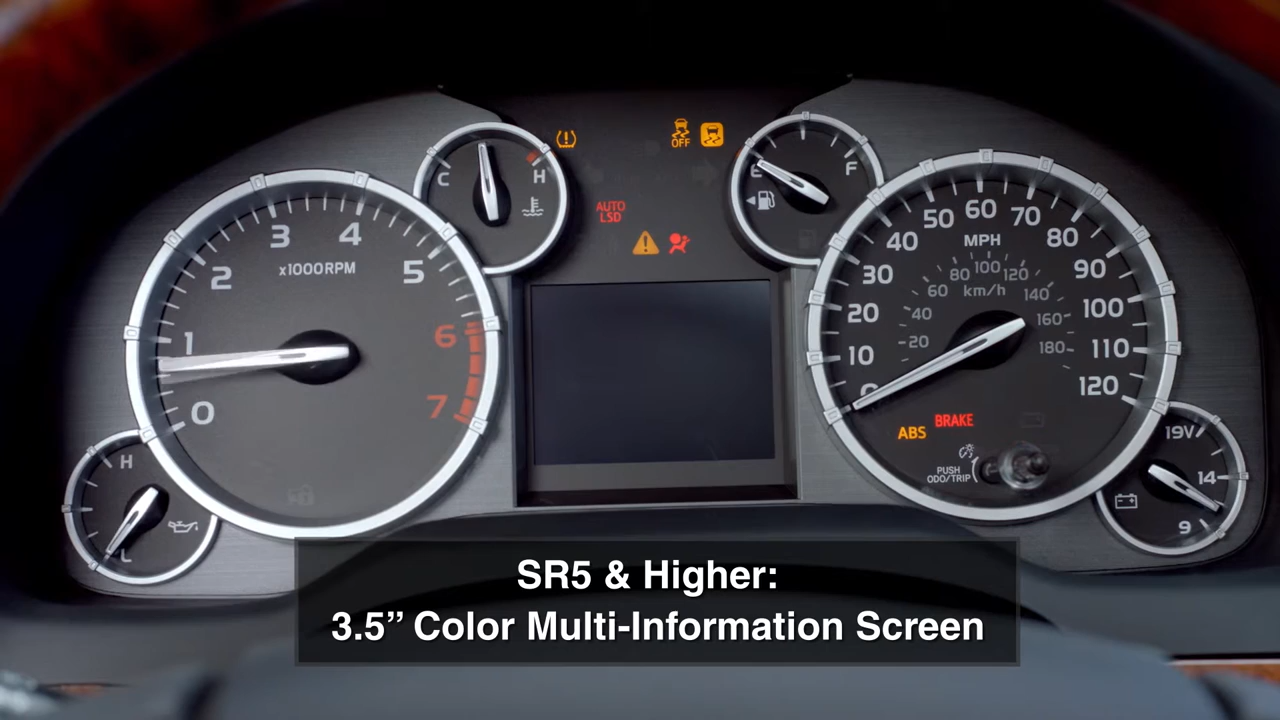 OFF
C
H
E
F
AUTO
LSD
0
1
2
3
4
5
6
7
x1000RPM
0
10
20
30
40
50
60
70
80
90
100
110
120
MPH
20
40
60
80
100
120
140
160
180
km/h
ABS
BRAKE
PUSH
ODO/TRIP
H
L
19V
14
9
SR5 & Higher:
3.5” Color Multi-Information Screen